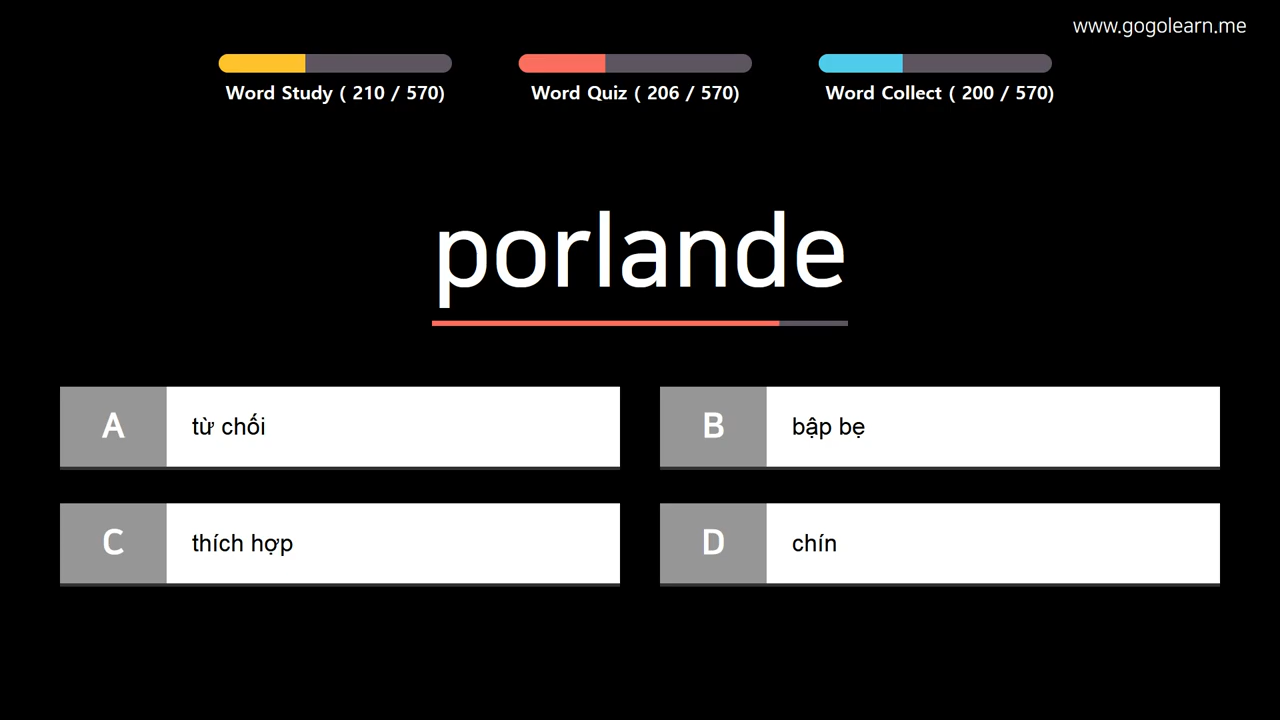 www.gogolearn.me
Word Study ( 210 / 570)
Word Quiz ( 206 / 570)
Word Collect ( 200 / 570)
porlande
A từ chối
B bập bẹ
C thích hợp
D chín